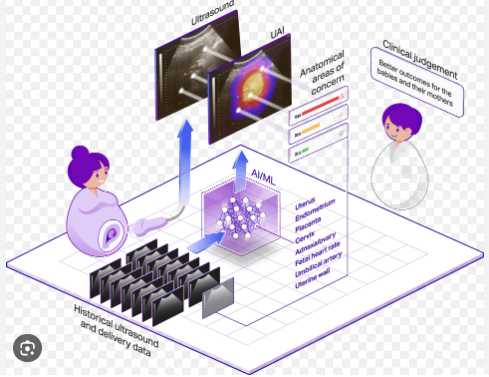 Ultrasound
UAI
Anatomical
areas of
concern
Clinical judgement
Better outcomes for the
babies and their mothers
AI/ML
Uterus
Endometrium
Placenta
Cervix
Adnexa/ovary
Fetal heart rate
Umbilical artery
Uterine wall
Historical ultrasound
and delivery data